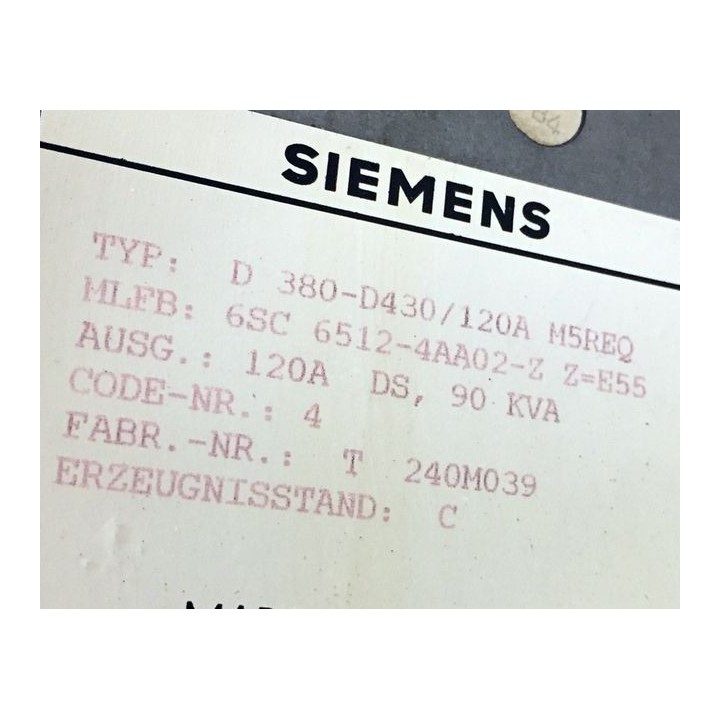 SIEMENS
TYP: D 380-D430/120A M5REQ
MLFB: 6SC 6512-4AA02-Z Z=E55
AUSG.: 120A DS, 90 KVA
CODE-NR.: 4
FABR.-NR.: T 240M039
ERZEUGNISSTAND: C